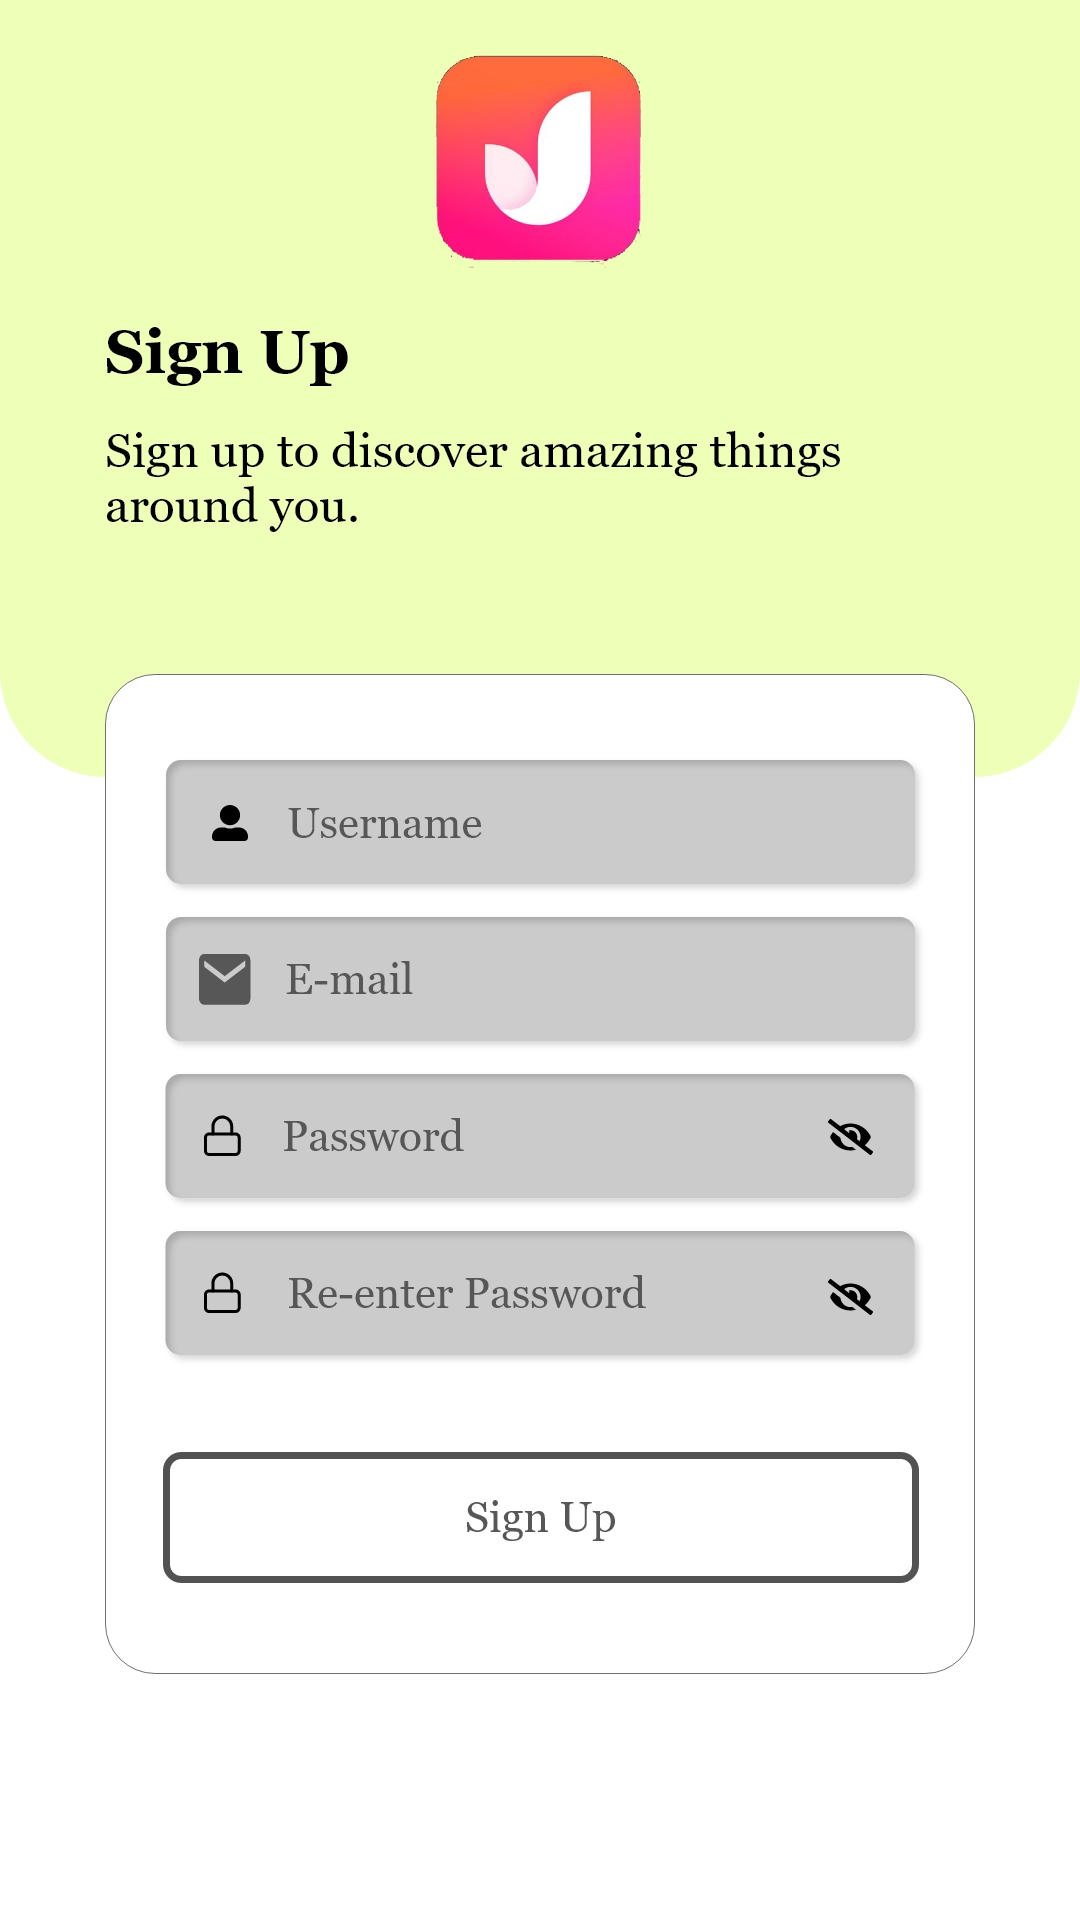 Sign Up
Sign up to discover amazing things
around you.
Username
E-mail
Password
Re-enter Password
Sign Up